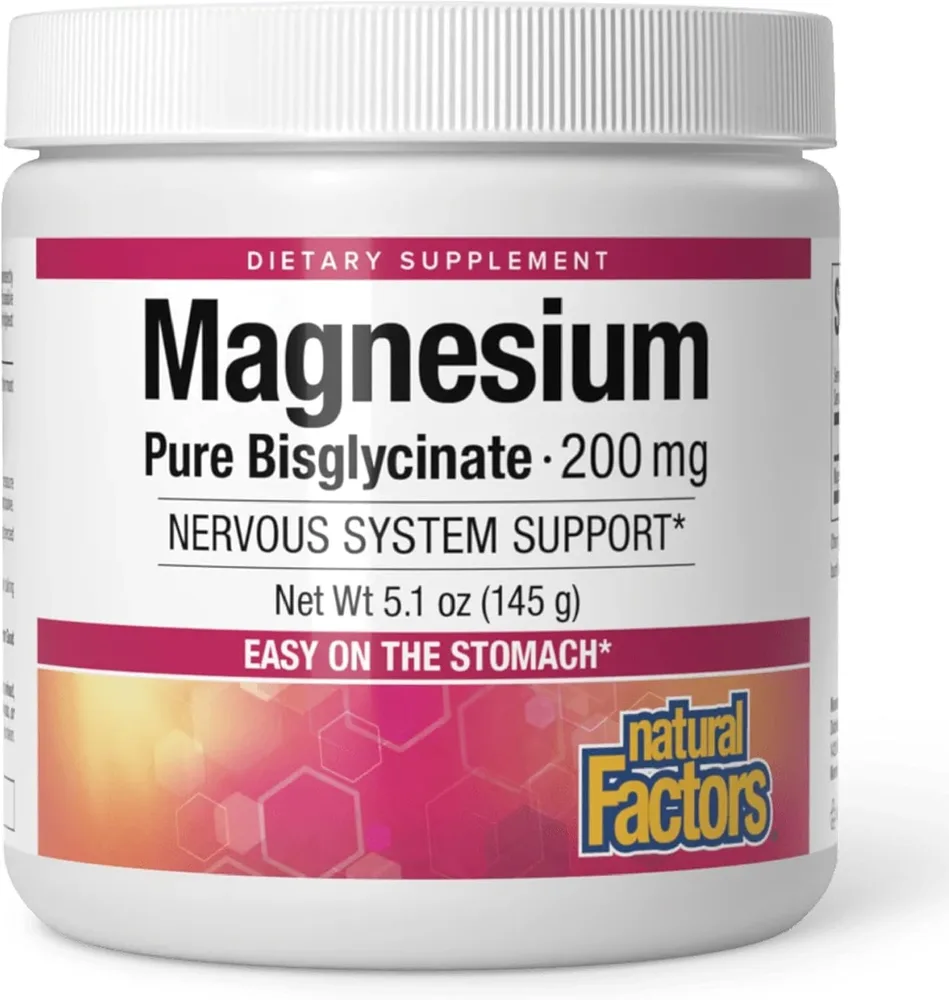 DIETARY SUPPLEMENT
Magnesium
Pure Bisglycinate · 200 mg
NERVOUS SYSTEM SUPPORT*
Net Wt 5.1 oz (145 g)
EASY ON THE STOMACH*
natural
Factors